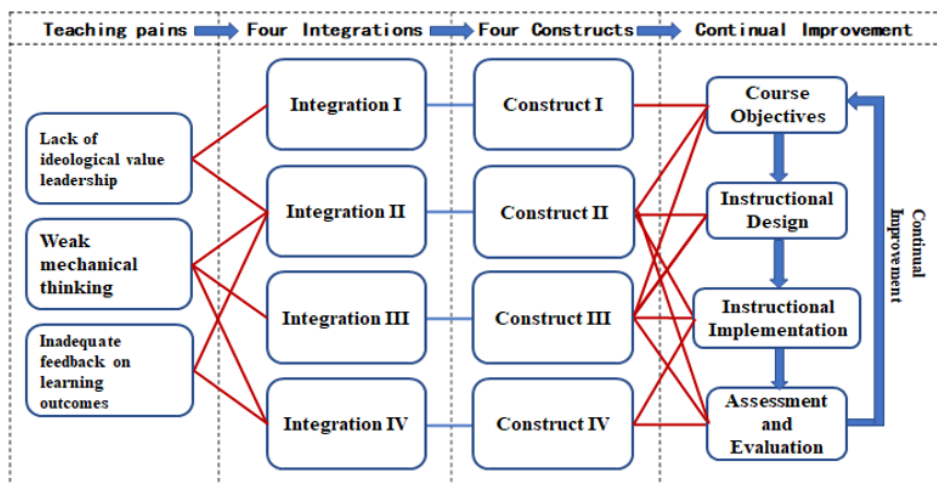 Teaching pains Four Integrations Four Constructs Continual Improvement
Lack of
ideological value
leadership
Weak
mechanical
thinking
Inadequate
feedback on
learning
outcomes
Integration I
Integration II
Integration III
Integration IV
Construct I
Construct II
Construct III
Construct IV
Course
Objectives
Instructional
Design
Instructional
Implementation
Assessment
and
Evaluation
Continual
Improvement